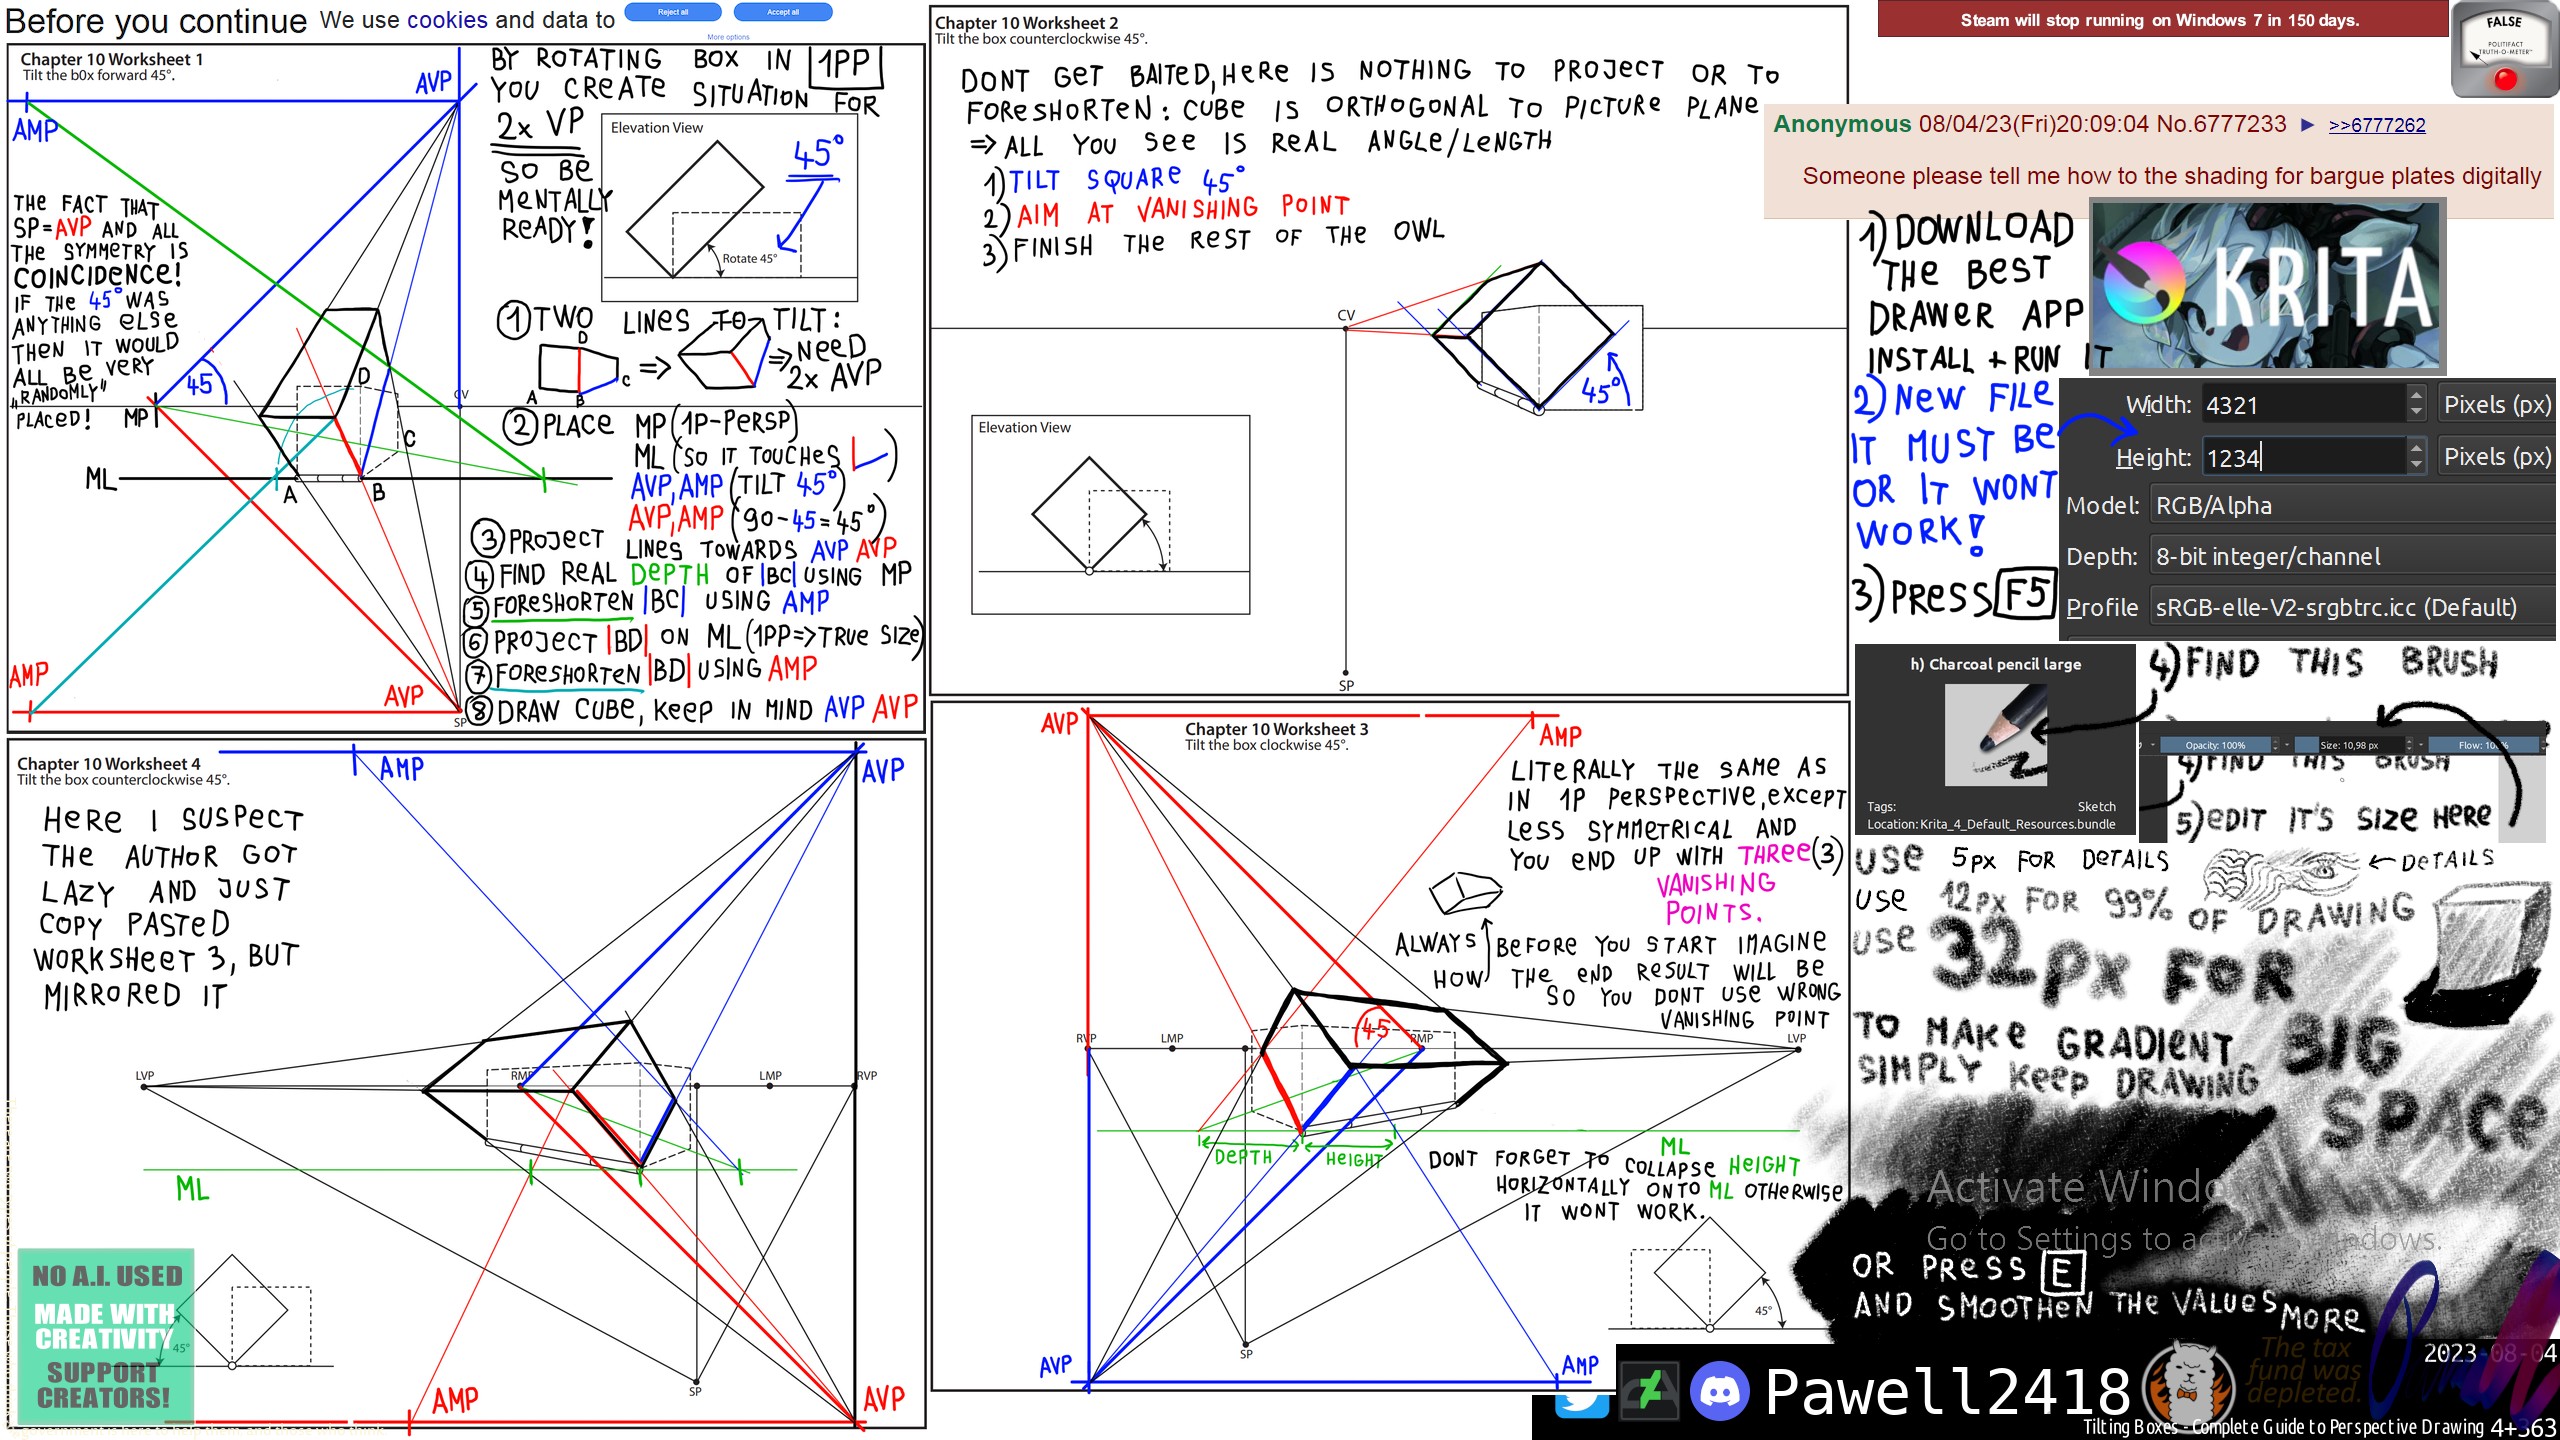 Before you continue We use cookies and data to
Reject all
Accept all
More options
Chapter 10 Worksheet 1
Tilt the b0x forward 45°.
AVP
AMP
BY ROTATING BOX IN 1PP
YOU CREATE SITUATION FOR
2x VP
SO BE
MENTALLY
READY!
Elevation View
45°
Rotate 45°
THE FACT THAT
SP=AVP AND ALL
THE SYMMETRY IS
COINCIDENCE!
IF THE 45° WAS
ANYTHING ELSE
THEN IT WOULD
ALL BE VERY
"RANDOMLY"
PLACED!
45
MP
CV
D
C
ML
A
B
1 TWO LINES TO TILT:
D
A
B
C
=> => NEED
2x AVP
2 PLACE MP (1P-PERSP)
ML (SO IT TOUCHES )
AVP, AMP (TILT 45°)
AVP, AMP (90-45=45°)
3 PROJECT LINES TOWARDS AVP AVP
4 FIND REAL DEPTH OF |BC| USING MP
5 FORESHORTEN |BC| USING AMP
6 PROJECT |BD| ON ML (1PP=>TRUE SIZE)
7 FORESHORTEN |BD| USING AMP
8 DRAW CUBE, KEEP IN MIND AVP AVP
AMP
AVP
SP
Chapter 10 Worksheet 2
Tilt the box counterclockwise 45°.
DONT GET BAITED, HERE IS NOTHING TO PROJECT OR TO
FORESHORTEN: CUBE IS ORTHOGONAL TO PICTURE PLANE
=> ALL YOU SEE IS REAL ANGLE/LENGTH
1) TILT SQUARE 45°
2) AIM AT VANISHING POINT
3) FINISH THE REST OF THE OWL
CV
45°
Elevation View
SP
Steam will stop running on Windows 7 in 150 days.
FALSE
POLITIFACT
TRUTH-O-METER™
Anonymous 08/04/23(Fri)20:09:04 No.6777233 ► >>6777262
Someone please tell me how to the shading for bargue plates digitally
1) DOWNLOAD
THE BEST
DRAWER APP
INSTALL + RUN IT
KRITA
2) NEW FILE
IT MUST BE
OR IT WONT
WORK!
3) PRESS F5
Width: 4321 Pixels (px)
Height: 1234 Pixels (px)
Model: RGB/Alpha
Depth: 8-bit integer/channel
Profile sRGB-elle-V2-srgbtrc.icc (Default)
h) Charcoal pencil large
Tags: Sketch
Location: Krita_4_Default_Resources.bundle
4) FIND THIS BRUSH
Opacity: 100%
Size: 10,98 px
Flow: 100%
4) FIND THIS BRUSH
5) EDIT IT'S SIZE HERE
USE 5PX FOR DETAILS
← DETAILS
USE 12PX FOR 99% OF DRAWING
USE 32PX FOR
BIG
SPACE
TO MAKE GRADIENT
SIMPLY KEEP DRAWING
Activate Windo
Go to Settings to activate Windows.
OR PRESS E
AND SMOOTHEN THE VALUES MORE
Chapter 10 Worksheet 4
Tilt the box counterclockwise 45°.
AMP
AVP
HERE I SUSPECT
THE AUTHOR GOT
LAZY AND JUST
COPY PASTED
WORKSHEET 3, BUT
MIRRORED IT
LVP
RMP
LMP
RVP
ML
NO A.I. USED
MADE WITH
CREATIVITY
SUPPORT
CREATORS!
45°
SP
AMP
AVP
AVP
Chapter 10 Worksheet 3
Tilt the box clockwise 45°.
AMP
LITERALLY THE SAME AS
IN 1P PERSPECTIVE, EXCEPT
LESS SYMMETRICAL AND
YOU END UP WITH THREE (3)
VANISHING
POINTS.
ALWAYS BEFORE YOU START IMAGINE
HOW THE END RESULT WILL BE
SO YOU DONT USE WRONG
VANISHING POINT
RVP
LMP
45
RMP
LVP
DEPTH
HEIGHT
ML
DONT FORGET TO COLLAPSE HEIGHT
HORIZONTALLY ONTO ML OTHERWISE
IT WONT WORK.
45°
SP
AVP
AMP
Pawell2418
The tax
fund was
depleted.
2023-08-04
Tilting Boxes - Complete Guide to Perspective Drawing 4+363